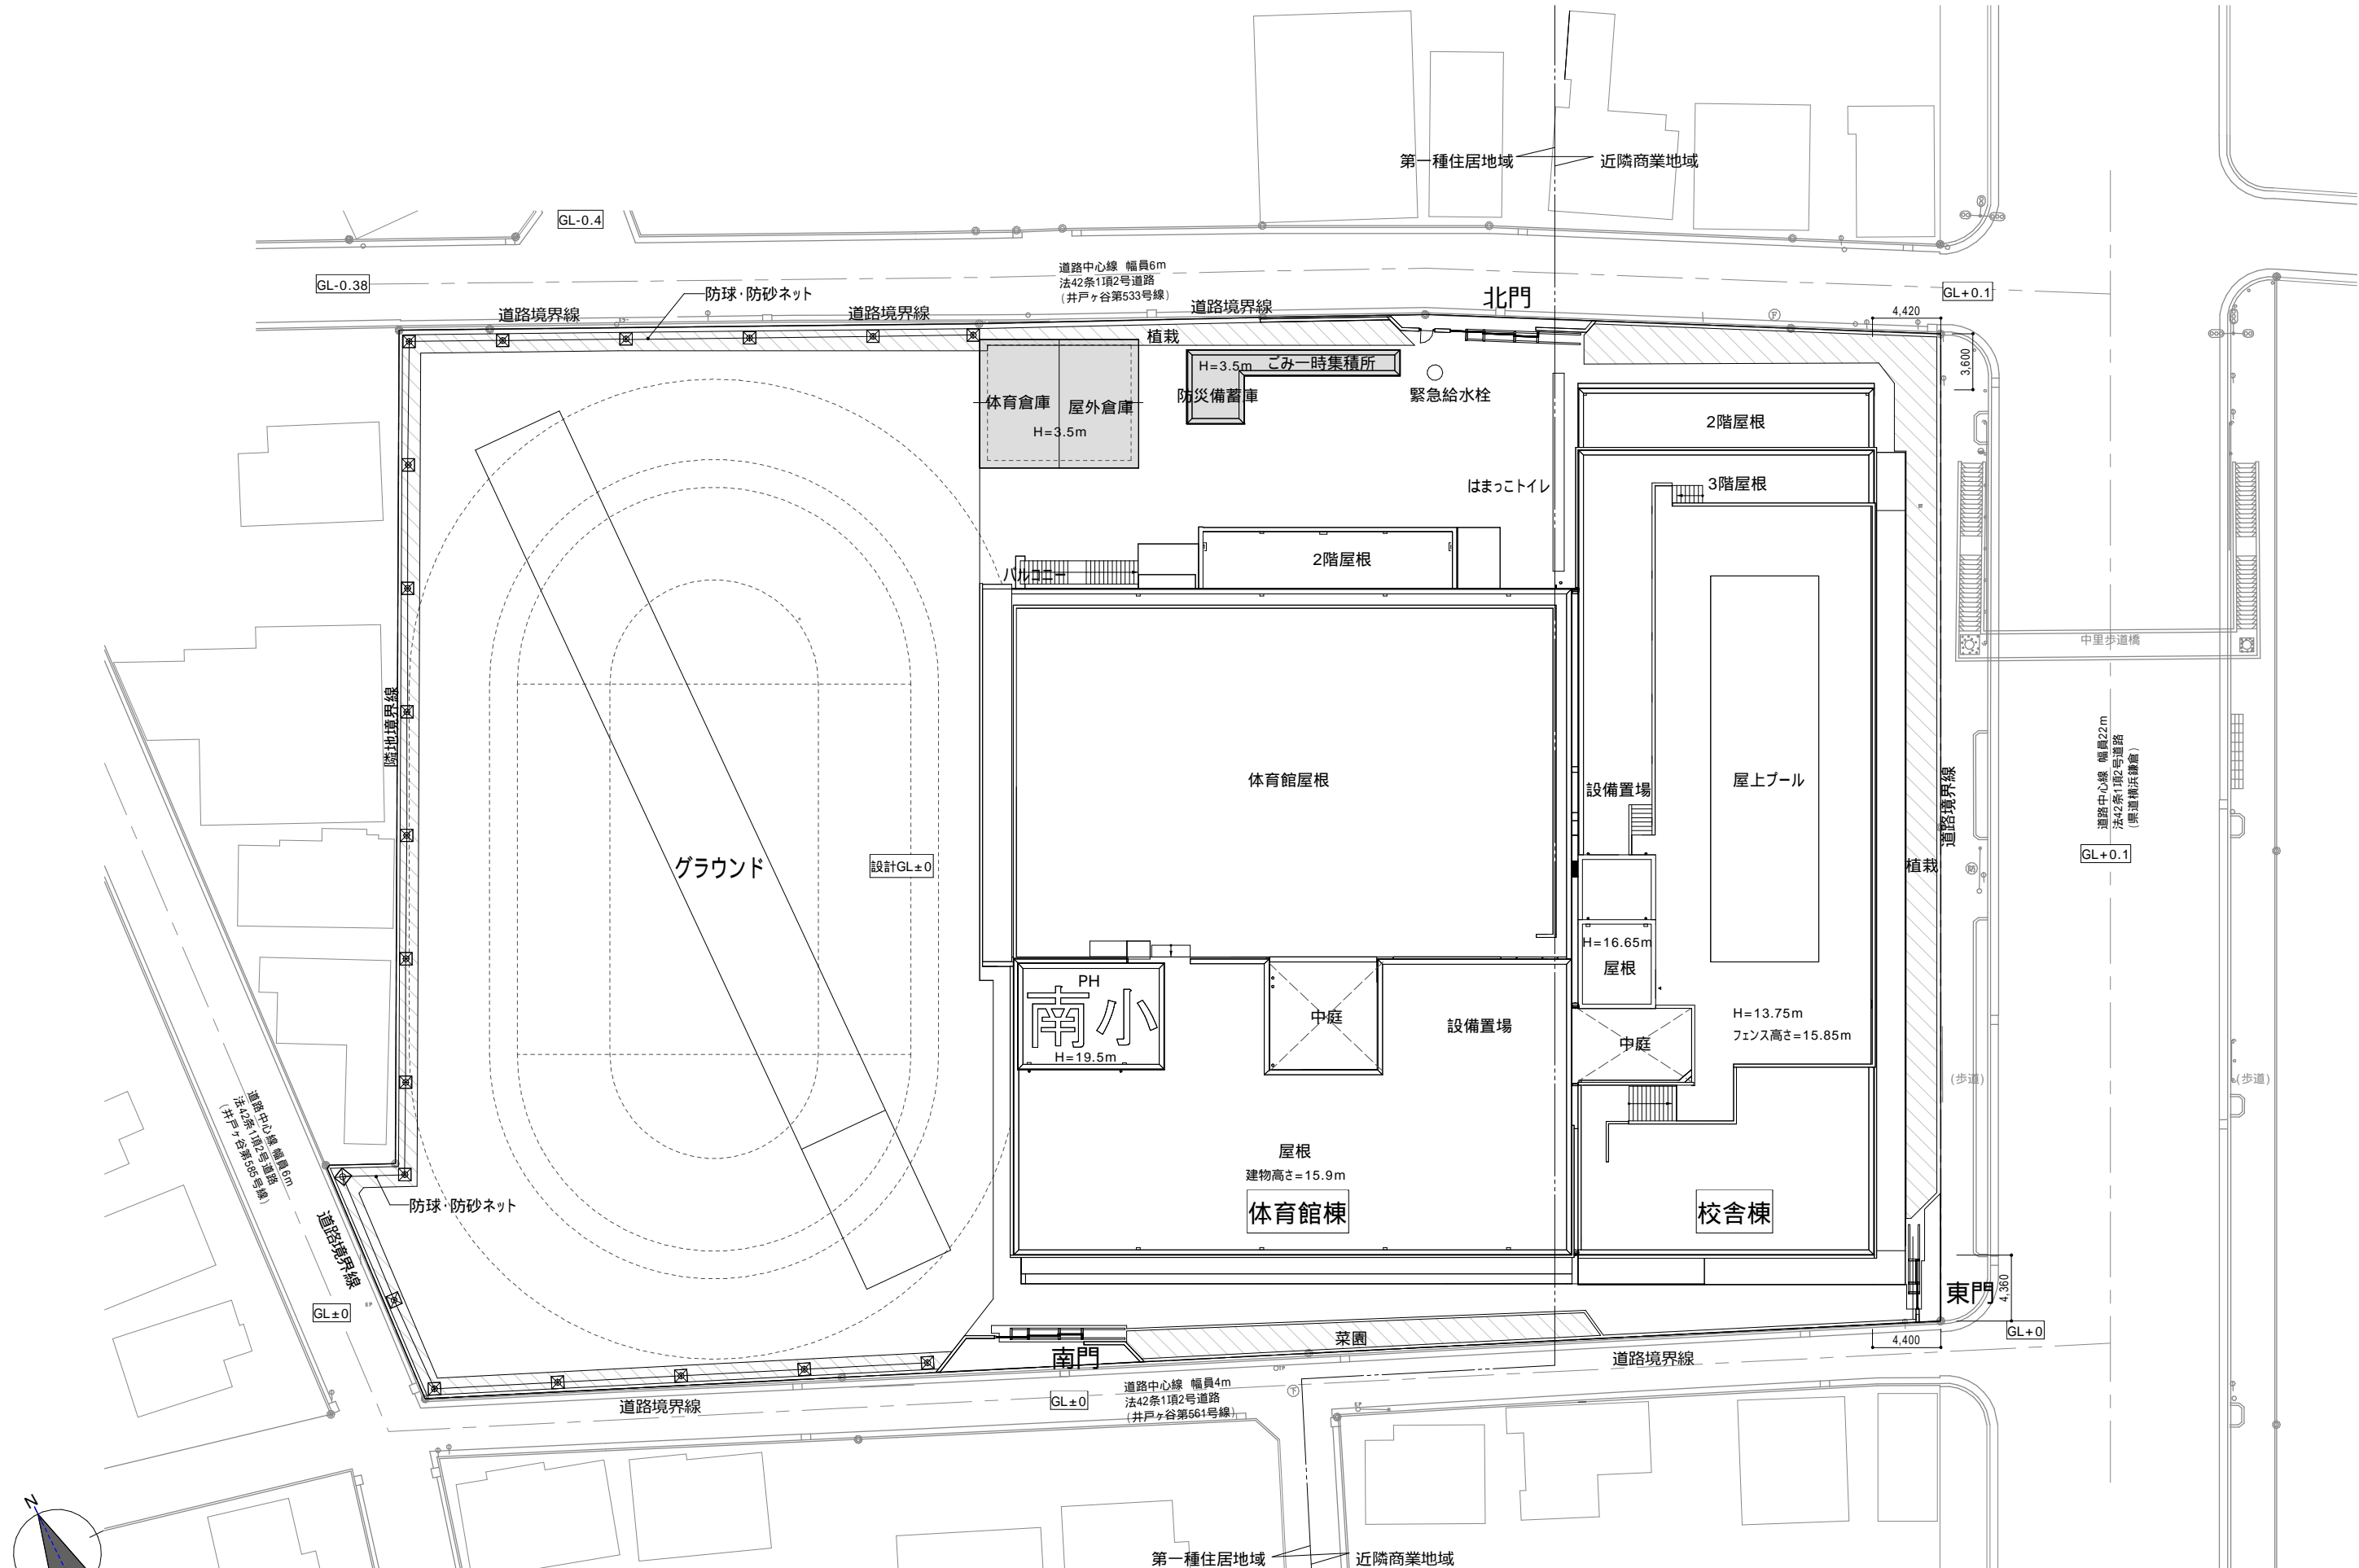 第一種住居地域
近隣商業地域
GL-0.4
GL-0.38
道路中心線 幅員6m
法42条1項2号道路
(井戸ヶ谷第533号線)
GL+0.1
防球・防砂ネット
北門
道路境界線
道路境界線
道路境界線
4,420
3,600
植栽
H=3.5m
ごみ一時集積所
防災備蓄庫
緊急給水栓
体育倉庫
屋外倉庫
H=3.5m
2階屋根
はまっこトイレ
3階屋根
2階屋根
バルコニー
中里歩道橋
隣地境界線
体育館屋根
設備置場
屋上プール
道路境界線
道路中心線 幅員22m
法42条1項2号道路
(県道横浜鎌倉)
GL+0.1
グラウンド
設計GL±0
植栽
H=16.65m
屋根
PH
南小
H=19.5m
中庭
設備置場
中庭
H=13.75m
フェンス高さ=15.85m
(歩道)
(歩道)
道路中心線 幅員6m
法42条1項2号道路
(井戸ヶ谷第585号線)
屋根
建物高さ=15.9m
体育館棟
校舎棟
防球・防砂ネット
道路境界線
GL±0
東門
4,360
GL+0
4,400
菜園
南門
道路境界線
道路境界線
GL±0
道路中心線 幅員4m
法42条1項2号道路
(井戸ヶ谷第561号線)
N
第一種住居地域
近隣商業地域